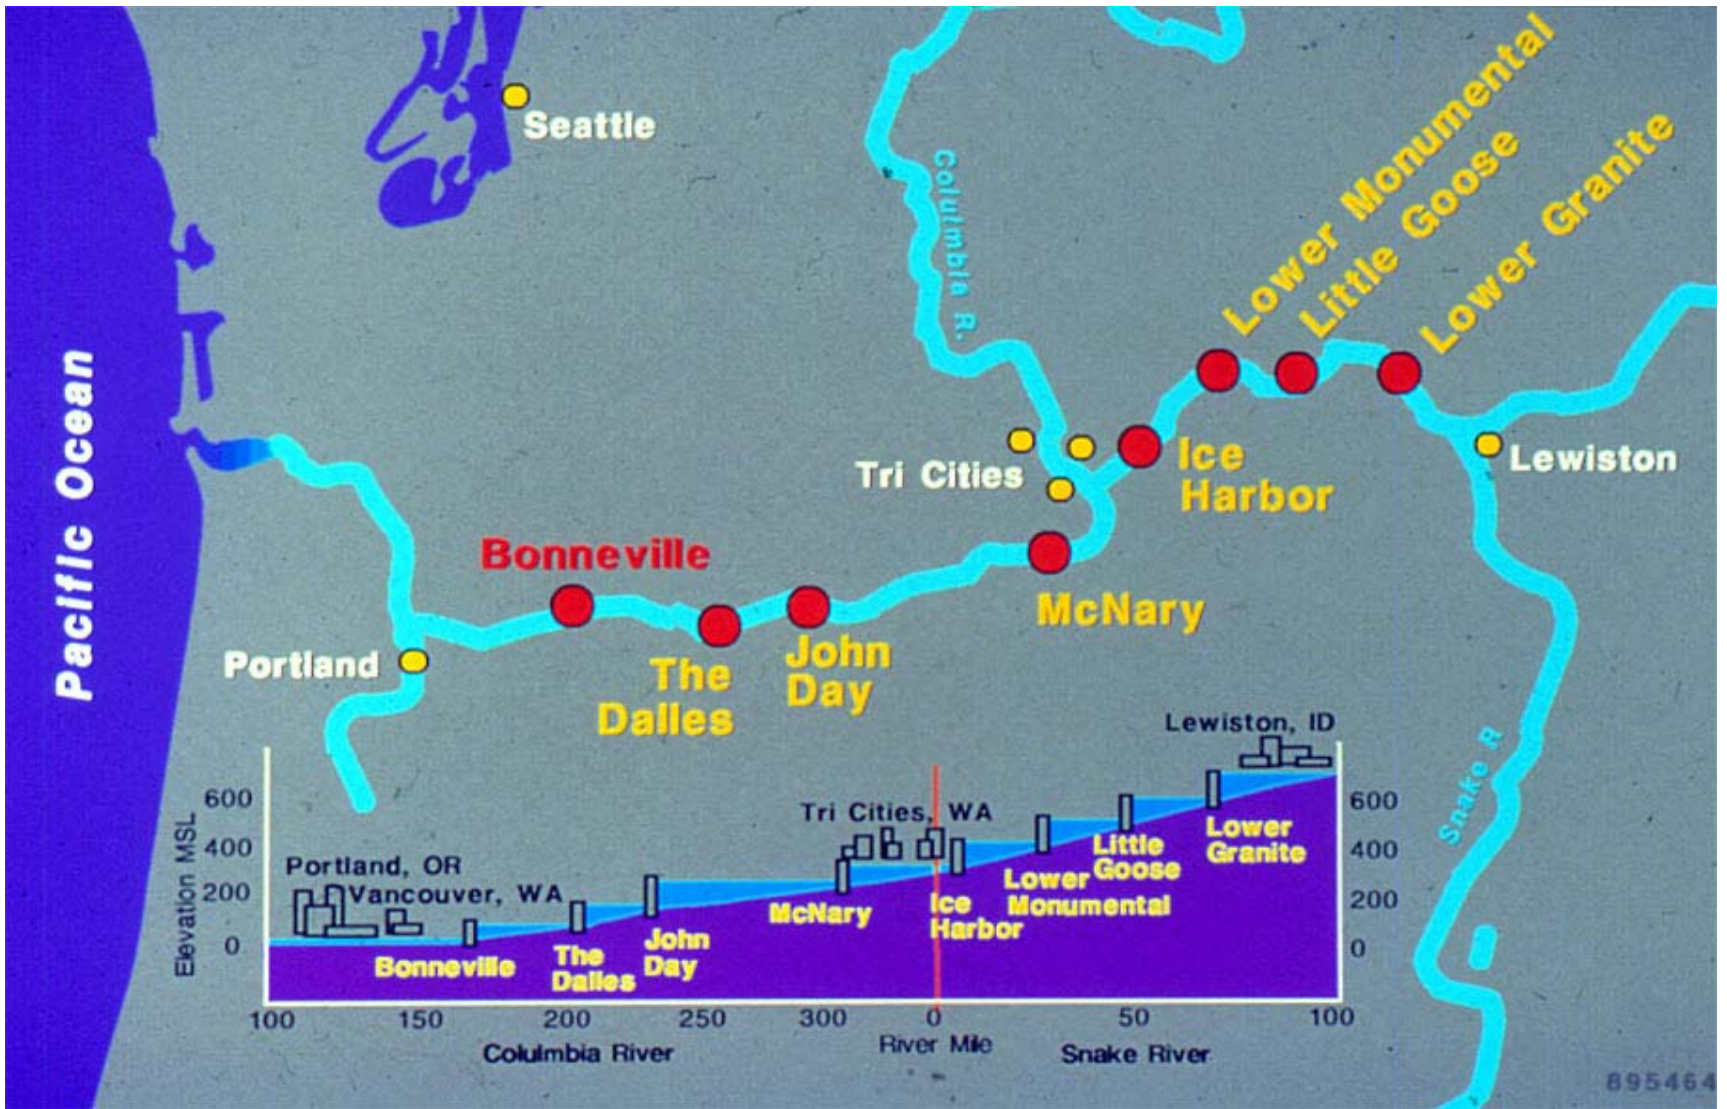 Seattle
Pacific Ocean
Colulmbia R.
Lower Monumental
Little Goose
Lower Granite
Tri Cities
Ice
Harbor
Lewiston
Bonneville
McNary
Portland
The
Dalles
John
Day
Snake R
Lewiston, ID
Tri Cities, WA
Portland, OR
Vancouver, WA
Elevation MSL
600
400
200
0
600
400
200
0
Bonneville
The
Dalles
John
Day
McNary
Ice
Harbor
Lower
Monumental
Little
Goose
Lower
Granite
100 150 200 250 300 0 50 100
Colulmbia River
River Mile
Snake River
895464